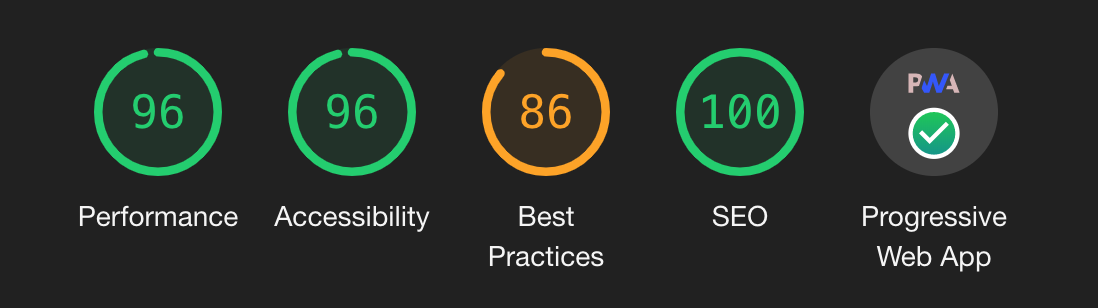 96
96
86
100
PWA
Performance
Accessibility
Best
Practices
SEO
Progressive
Web App